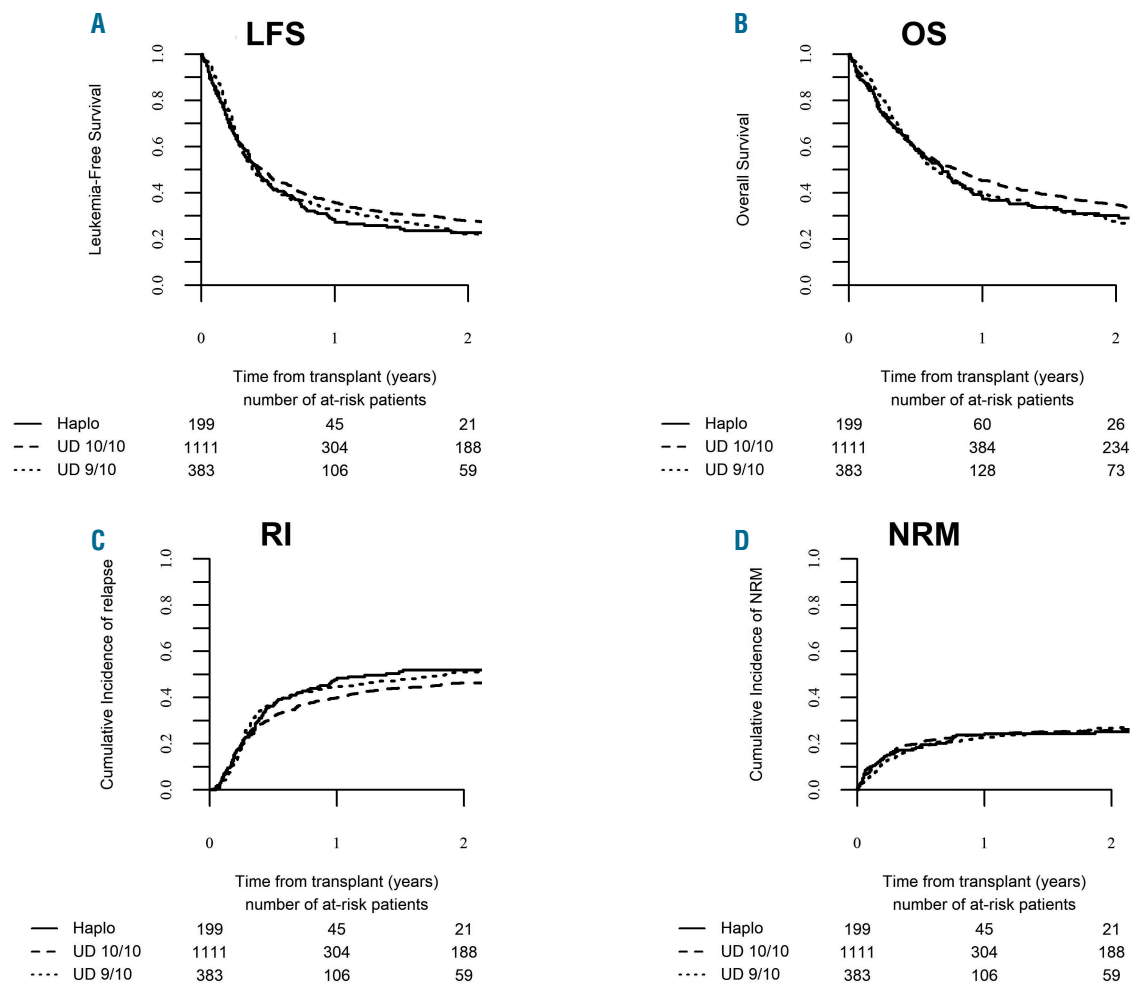 A
LFS
Leukemia-Free Survival
1.0
0.8
0.6
0.4
0.2
0.0
0 1 2
Time from transplant (years)
number of at-risk patients
Haplo 199 45 21
UD 10/10 1111 304 188
UD 9/10 383 106 59
B
OS
Overall Survival
1.0
0.8
0.6
0.4
0.2
0.0
0 1 2
Time from transplant (years)
number of at-risk patients
Haplo 199 60 26
UD 10/10 1111 384 234
UD 9/10 383 128 73
C
RI
Cumulative Incidence of relapse
1.0
0.8
0.6
0.4
0.2
0.0
0 1 2
Time from transplant (years)
number of at-risk patients
Haplo 199 45 21
UD 10/10 1111 304 188
UD 9/10 383 106 59
D
NRM
Cumulative Incidence of NRM
1.0
0.8
0.6
0.4
0.2
0.0
0 1 2
Time from transplant (years)
number of at-risk patients
Haplo 199 45 21
UD 10/10 1111 304 188
UD 9/10 383 106 59